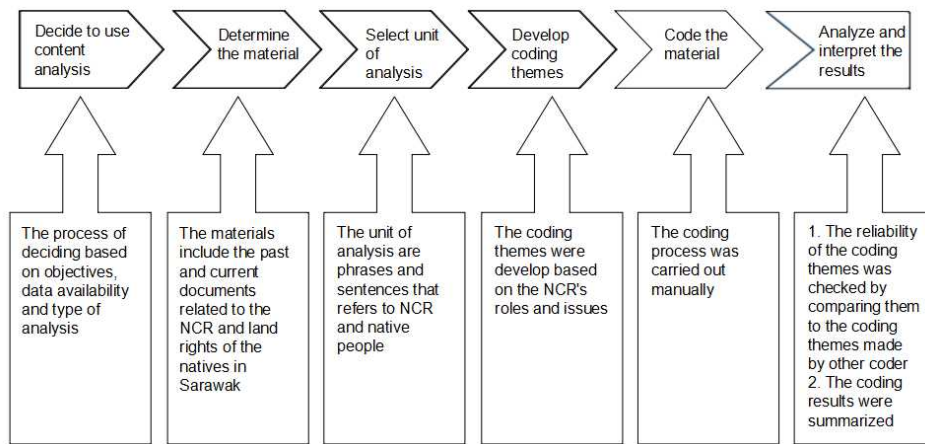 Decide to use
content
analysis
Determine
the material
Select unit
of analysis
Develop
coding
themes
Code the
material
Analyze and
interpret the
results
The process of
deciding based
on objectives,
data availability
and type of
analysis
The materials
include the past
and current
documents
related to the
NCR and land
rights of the
natives in
Sarawak
The unit of
analysis are
phrases and
sentences that
refers to NCR
and native
people
The coding
themes were
develop based
on the NCR's
roles and issues
The coding
process was
carried out
manually
1. The reliability
of the coding
themes was
checked by
comparing them
to the coding
themes made
by other coder
2. The coding
results were
summarized